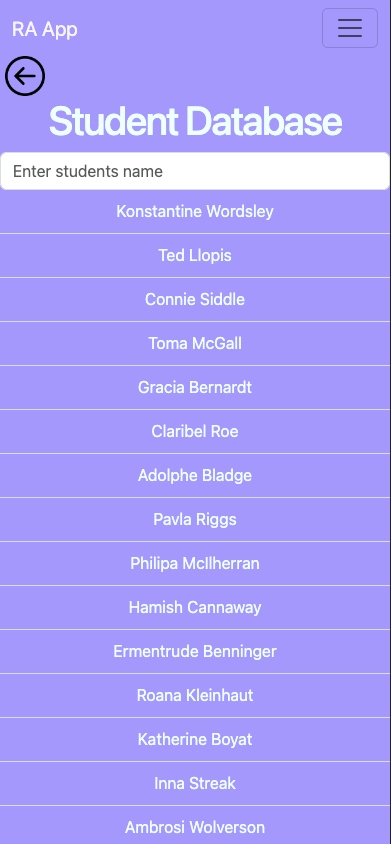 RA App
Student Database
Enter students name
Konstantine Wordsley
Ted Llopis
Connie Siddle
Toma McGall
Gracia Bernardt
Claribel Roe
Adolphe Bladge
Pavla Riggs
Philipa McIlherran
Hamish Cannaway
Ermentrude Benninger
Roana Kleinhaut
Katherine Boyat
Inna Streak
Ambrosi Wolverson